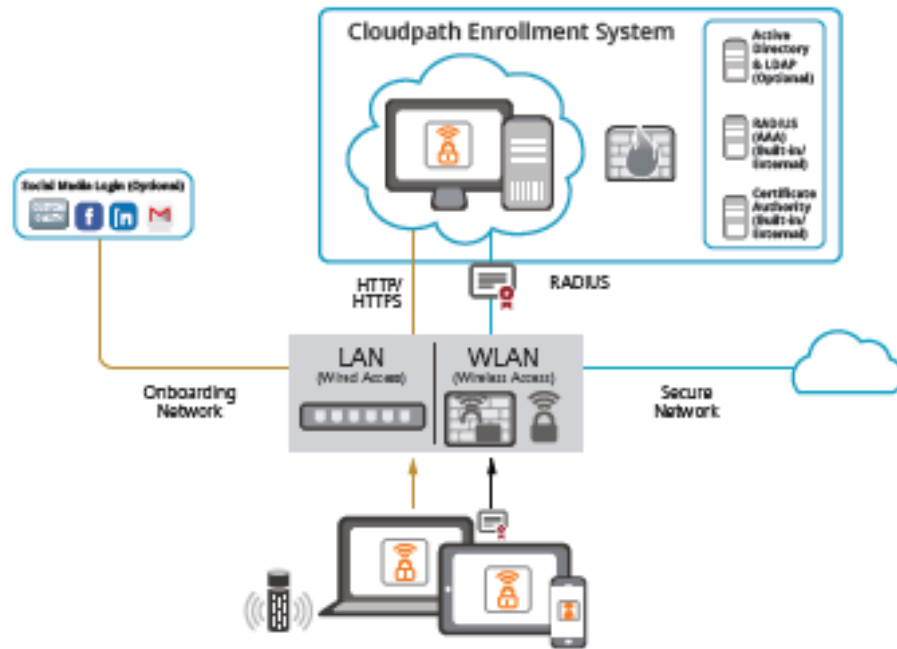 Cloudpath Enrollment System
Active
Directory
& LDAP
(Optional)
RADIUS
(AAA)
(Built-in/
External)
Certificate
Authority
(Built-in/
External)
Social Media Login (Optional)
f
in
M
HTTP/
HTTPS
RADIUS
LAN
(Wired Access)
WLAN
(Wireless Access)
Onboarding
Network
Secure
Network